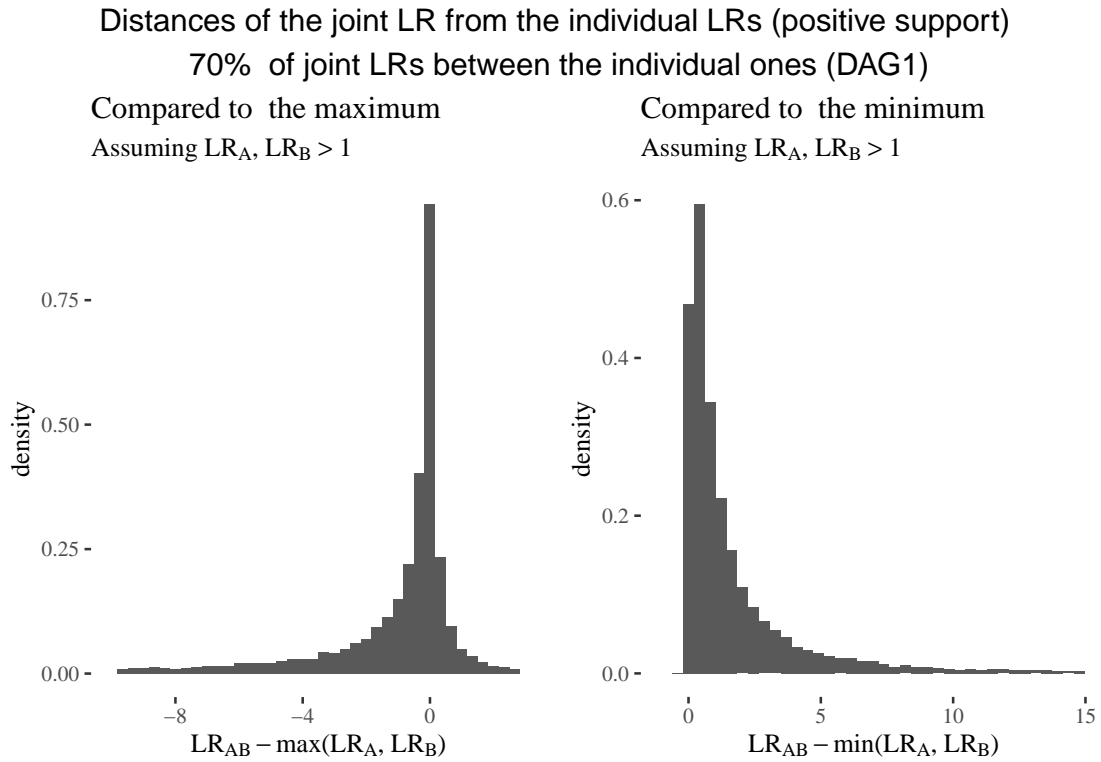 Distances of the joint LR from the individual LRs (positive support)
70%  of joint LRs between the individual ones (DAG1)
Compared to  the maximum
Assuming LR_A, LR_B > 1
0.75
0.50
0.25
0.00
density
−8
−4
0
LR_AB − max(LR_A, LR_B)
Compared to  the minimum
Assuming LR_A, LR_B > 1
0.6
0.4
0.2
0.0
density
0
5
10
15
LR_AB − min(LR_A, LR_B)